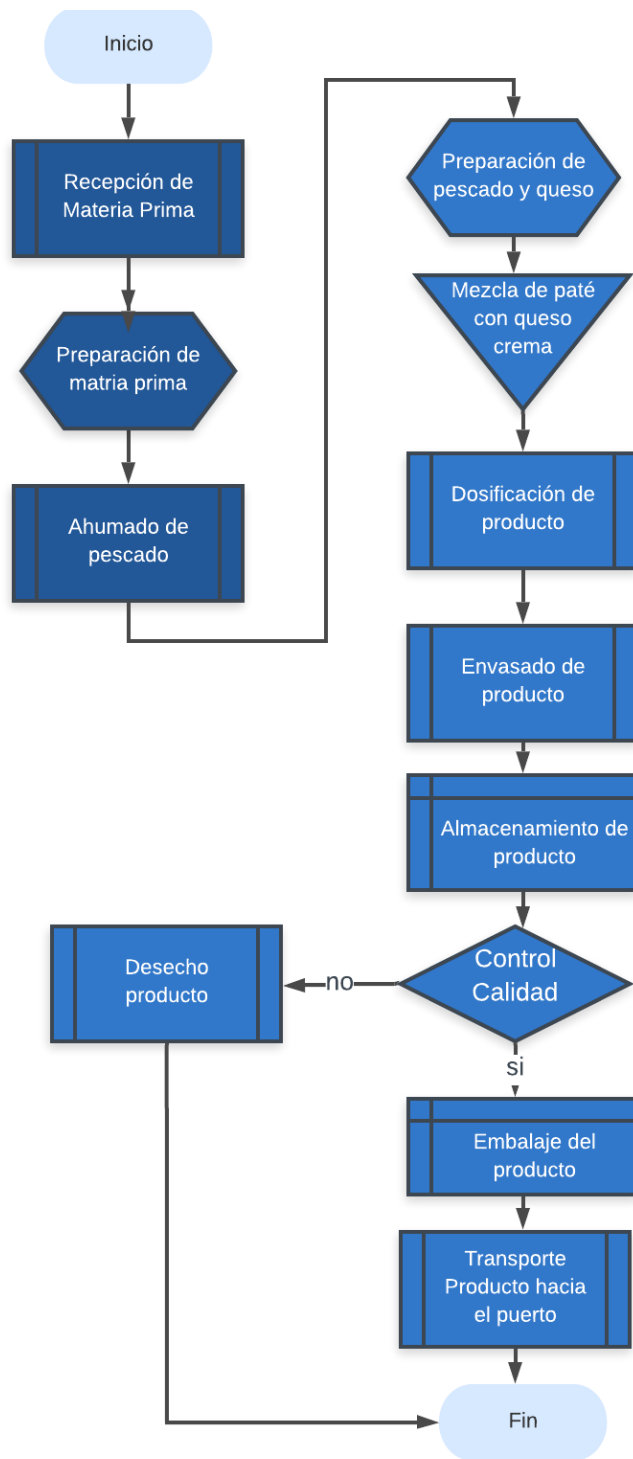 Inicio
Recepción de
Materia Prima
Preparación de
matria prima
Ahumado de
pescado
Preparación de
pescado y queso
Mezcla de paté
con queso
crema
Dosificación de
producto
Envasado de
producto
Almacenamiento de
producto
Control
Calidad
no
Desecho
producto
si
Embalaje del
producto
Transporte
Producto hacia
el puerto
Fin